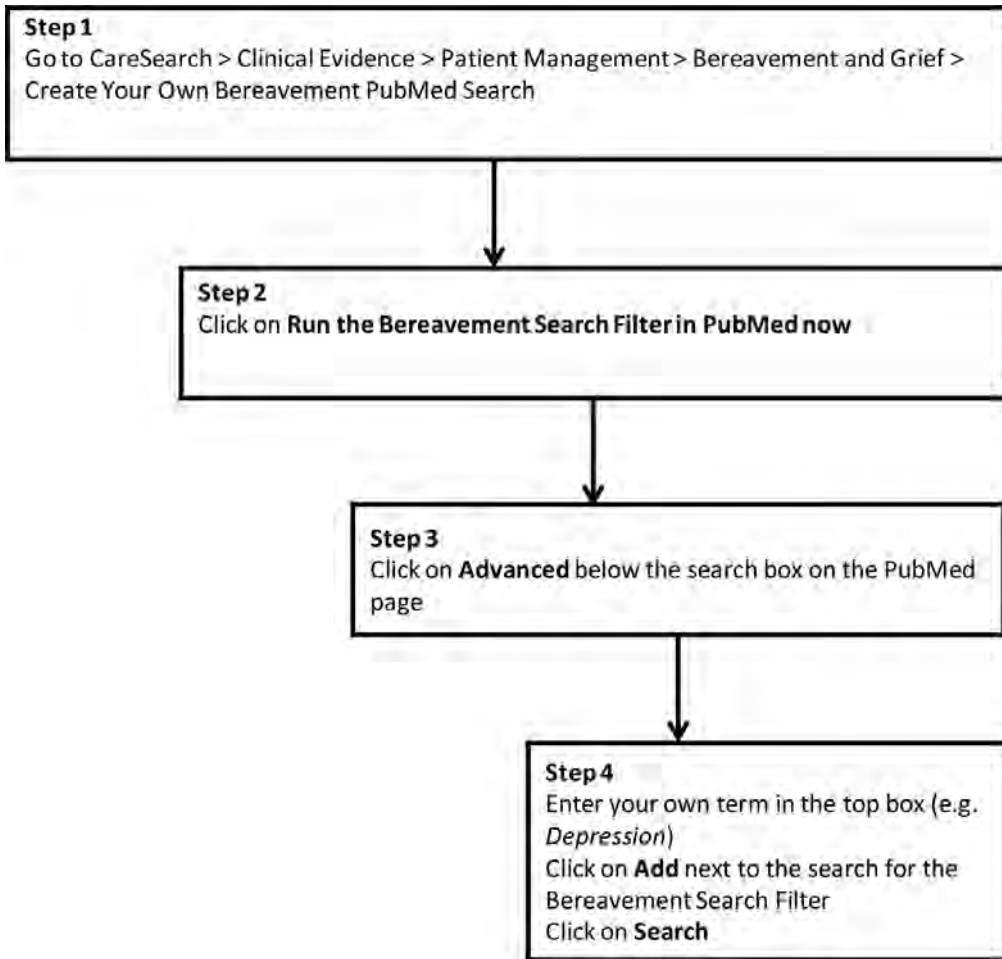 Step 1
Go to CareSearch > Clinical Evidence > Patient Management > Bereavement and Grief >
Create Your Own Bereavement PubMed Search
Step 2
Click on Run the Bereavement Search Filter in PubMed now
Step 3
Click on Advanced below the search box on the PubMed
page
Step 4
Enter your own term in the top box (e.g.
Depression)
Click on Add next to the search for the
Bereavement Search Filter
Click on Search